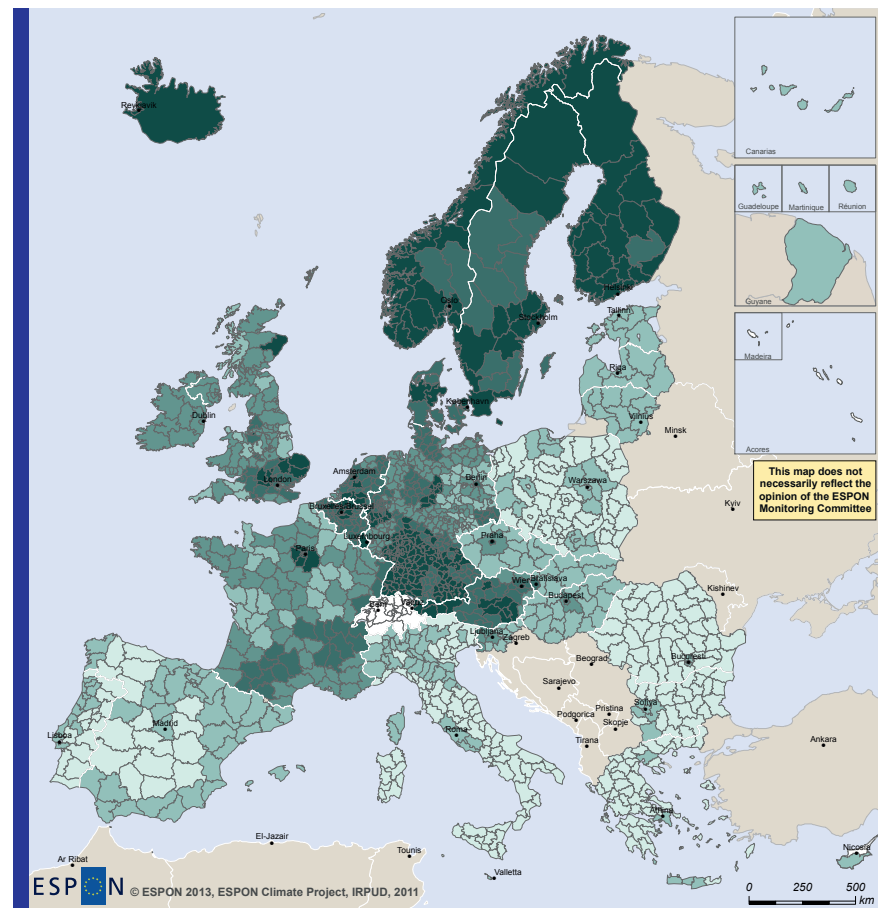 Reykjavik
Canarias
Guadeloupe
Martinique
Réunion
Guyane
Oslo
Helsinki
Tallinn
Stockholm
Madeira
Riga
København
Vilnius
Dublin
Minsk
Acores
Amsterdam
Berlin
This map does not
necessarily reflect the
opinion of the ESPON
Monitoring Committee
London
Warszawa
Kyiv
Bruxelles/Brussel
Luxembourg
Praha
Paris
Wien
Bratislava
Kishinev
Budapest
Bern
Vaduz
Ljubljana
Zagreb
Bucuresti
Beograd
Sarajevo
Sofiya
Pristina
Podgorica
Skopje
Madrid
Roma
Lisboa
Tirana
Ankara
Athina
El-Jazair
Tounis
Nicosia
Ar Ribat
Valletta
ESPON © ESPON 2013, ESPON Climate Project, IRPUD, 2011
0 250 500
km